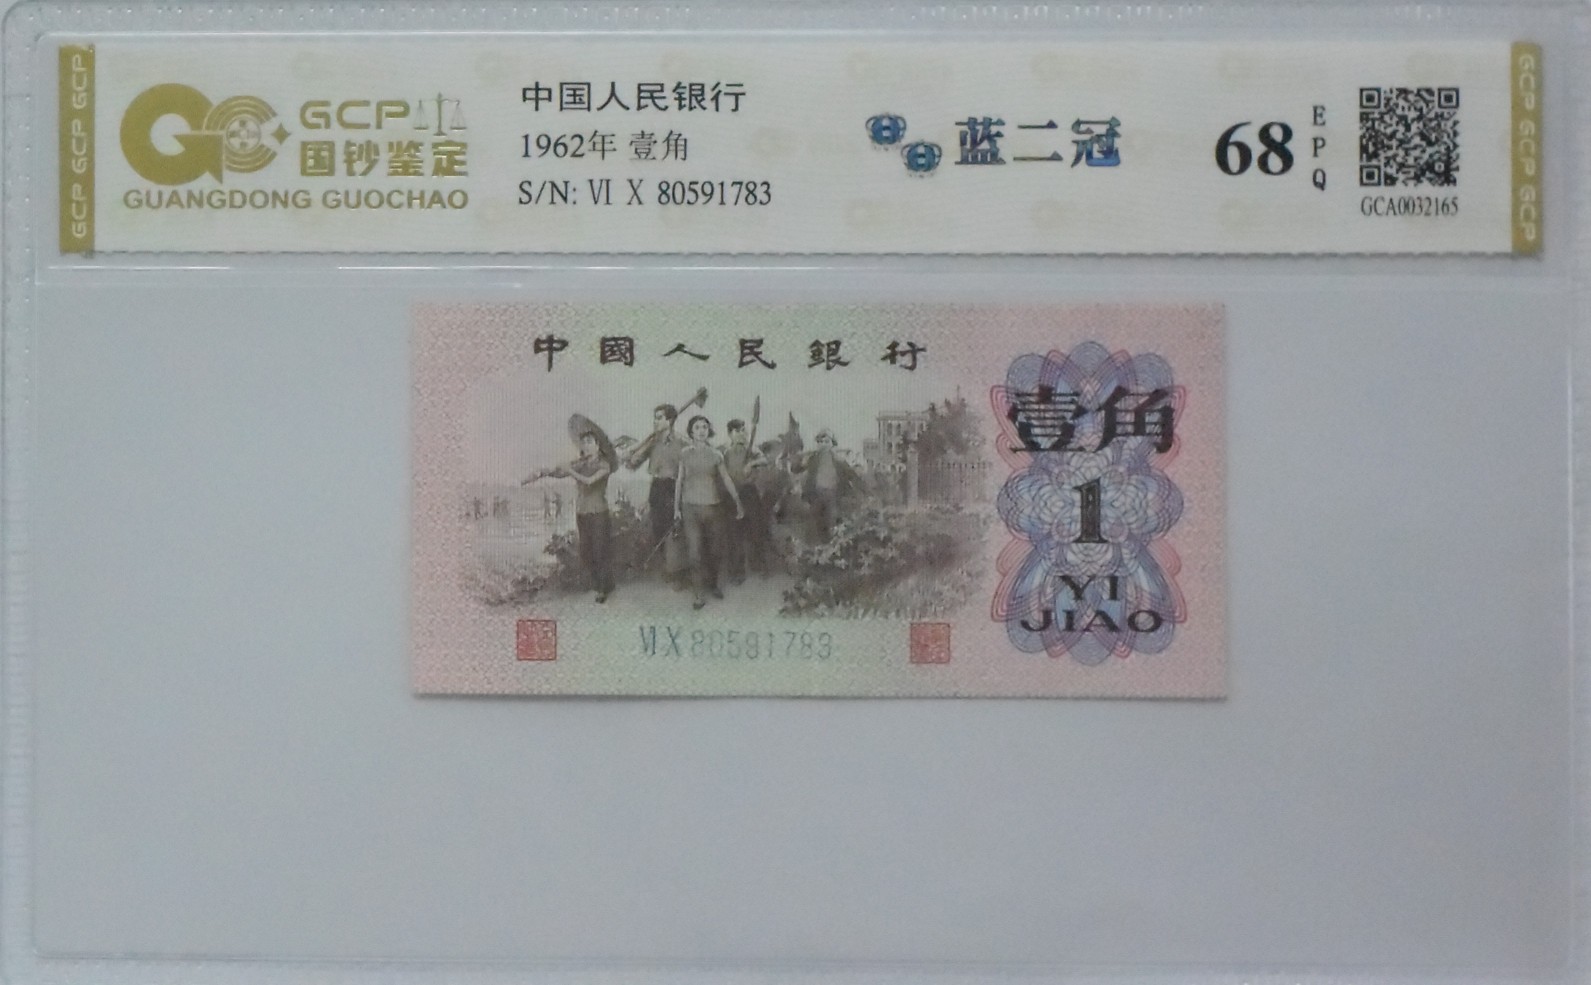 GCP GCP GCP
GCP
国钞鉴定
GUANGDONG GUOCHAO
中国人民银行
1962年 壹角
S/N: Ⅵ Ⅹ 80591783
蓝二冠
68
EPQ
GCA0032165
GCP GCP GCP
中國人民銀行
壹角
1
YI
JIAO
ⅥⅩ80591783